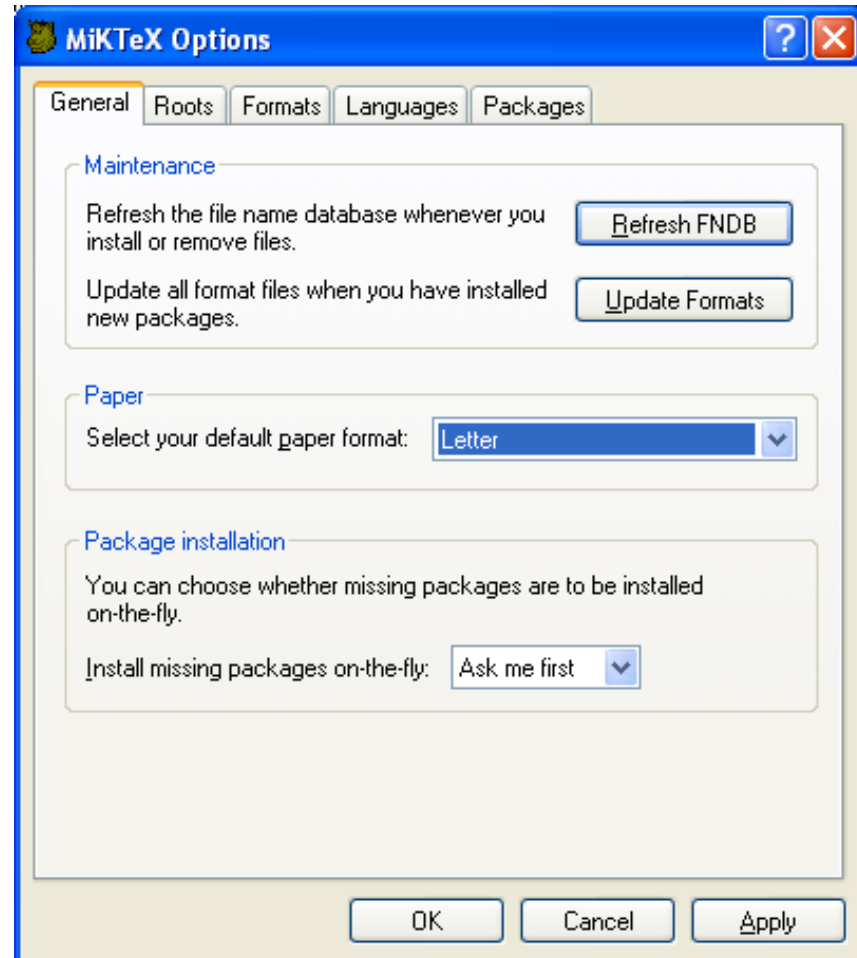 MiKTeX Options
General Roots Formats Languages Packages
Maintenance
Refresh the file name database whenever you
install or remove files.
Refresh FNDB
Update all format files when you have installed
new packages.
Update Formats
Paper
Select your default paper format: Letter
Package installation
You can choose whether missing packages are to be installed
on-the-fly.
Install missing packages on-the-fly: Ask me first
OK Cancel Apply